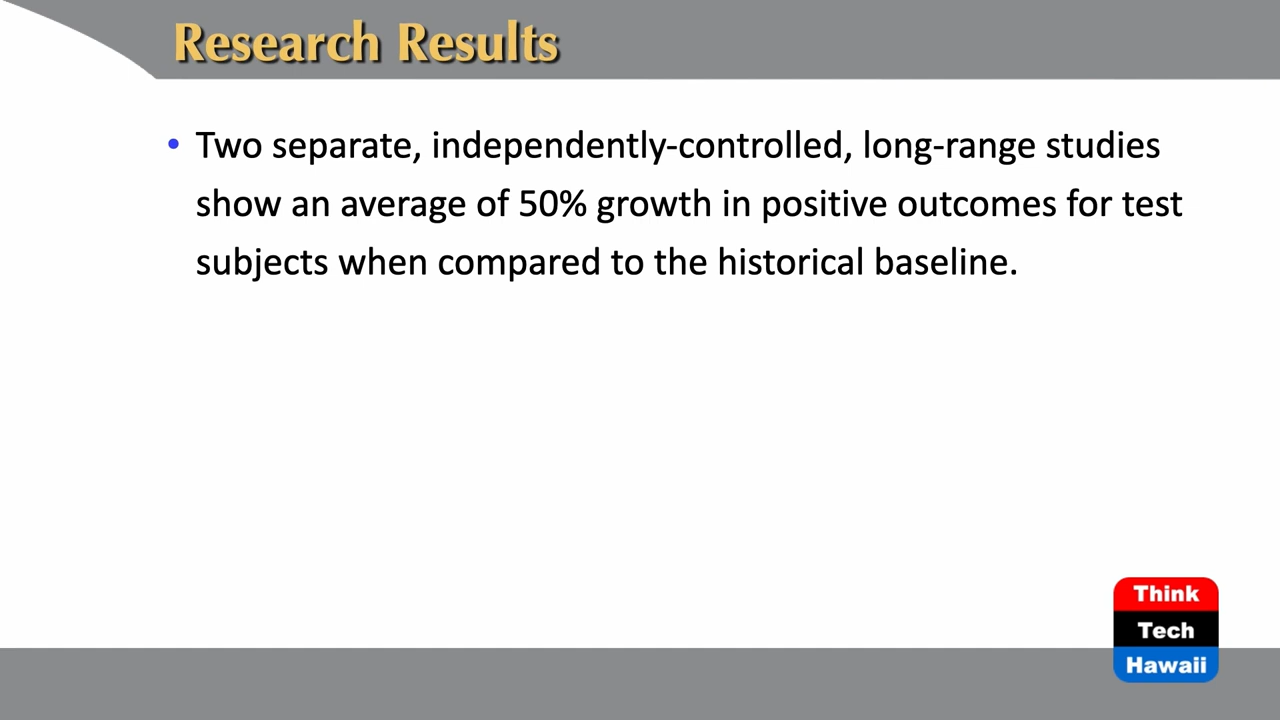 Research Results
• Two separate, independently-controlled, long-range studies
show an average of 50% growth in positive outcomes for test
subjects when compared to the historical baseline.
Think
Tech
Hawaii